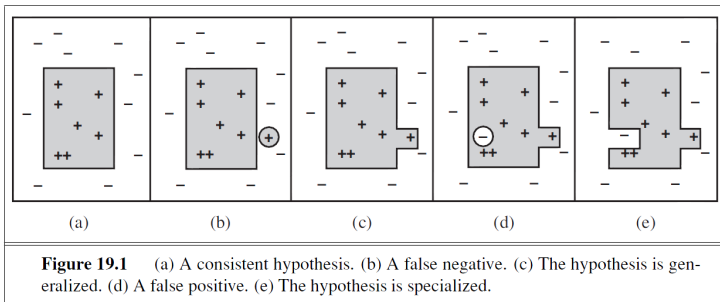 (a) (b) (c) (d) (e)
Figure 19.1 (a) A consistent hypothesis. (b) A false negative. (c) The hypothesis is gen-
eralized. (d) A false positive. (e) The hypothesis is specialized.